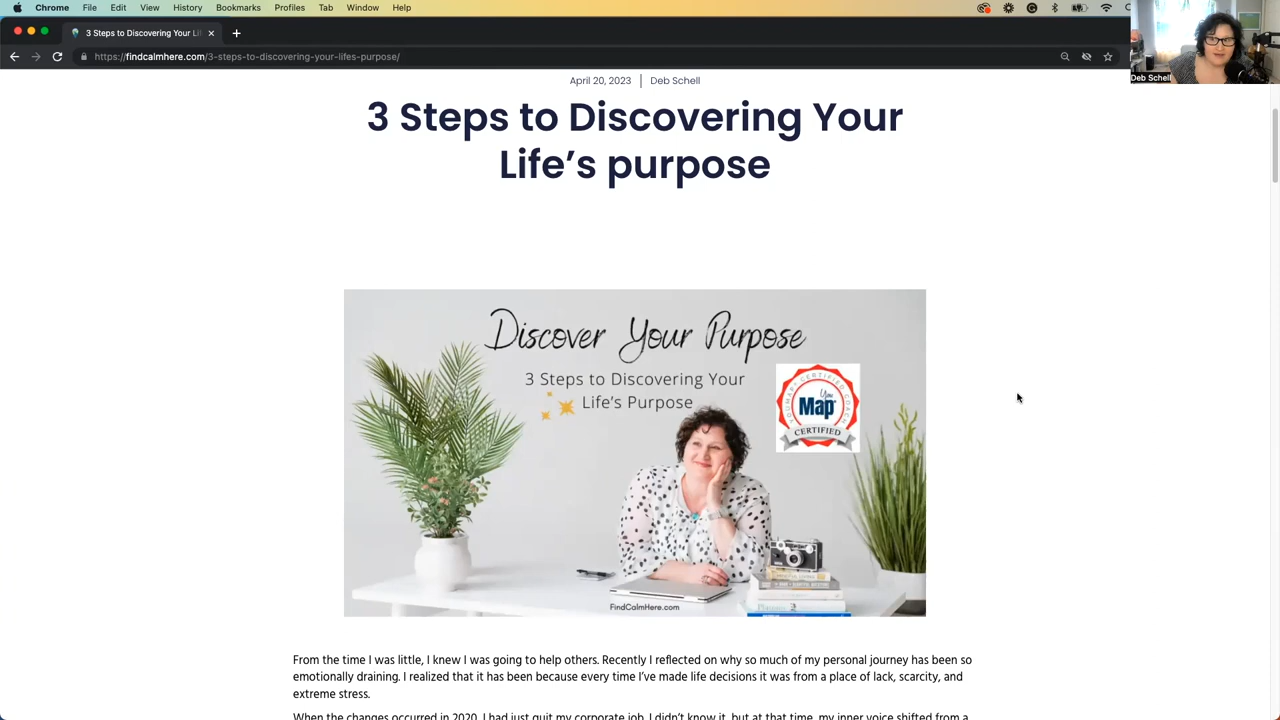 Chrome File Edit View History Bookmarks Profiles Tab Window Help
3 Steps to Discovering Your Li
https://findcalmhere.com/3-steps-to-discovering-your-lifes-purpose/
Deb Schell
April 20, 2023 | Deb Schell
3 Steps to Discovering Your
Life’s purpose
Discover Your Purpose
3 Steps to Discovering Your
Life's Purpose
YOUMAP® CERTIFIED COACH
You
Map®
CERTIFIED
FindCalmHere.com
From the time I was little, I knew I was going to help others. Recently I reflected on why so much of my personal journey has been so
emotionally draining. I realized that it has been because every time I’ve made life decisions it was from a place of lack, scarcity, and
extreme stress.
When the changes occurred in 2020, I had just quit my corporate job. I didn’t know it, but at that time, my inner voice shifted from a